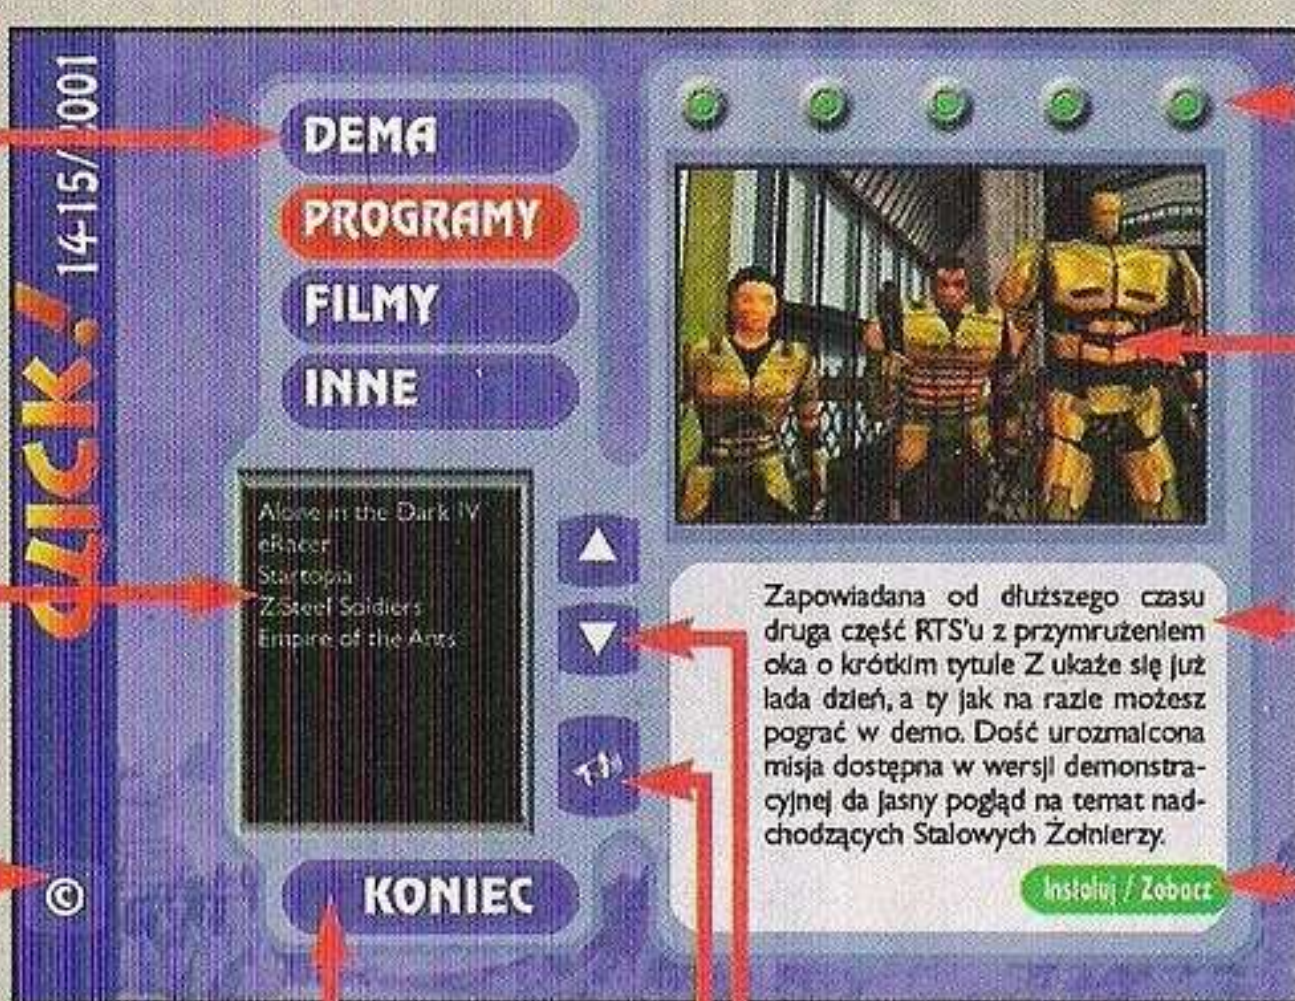 CLICK! 14-15/2001
DEMA
PROGRAMY
FILMY
INNE
Alone in the Dark IV
eRacer
Startopia
Z Steel Soldiers
Empire of the Ants
KONIEC
Zapowiadana od dłuższego czasu
druga część RTS'u z przymrużeniem
oka o krótkim tytule Z ukaże się już
lada dzień, a ty jak na razie możesz
pograć w demo. Dość urozmaicona
misja dostępna w wersji demonstra-
cyjnej da jasny pogląd na temat nad-
chodzących Stalowych Żołnierzy.
Instaluj / Zobacz
©